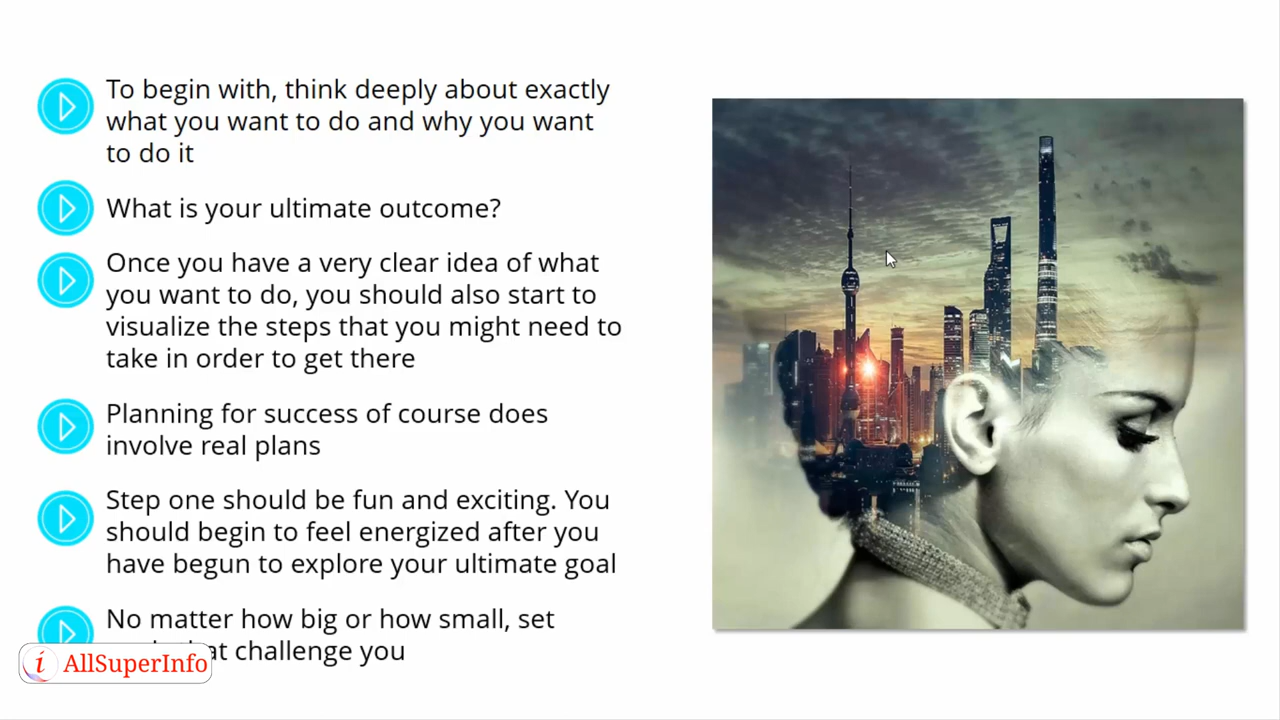 To begin with, think deeply about exactly
what you want to do and why you want
to do it
What is your ultimate outcome?
Once you have a very clear idea of what
you want to do, you should also start to
visualize the steps that you might need to
take in order to get there
Planning for success of course does
involve real plans
Step one should be fun and exciting. You
should begin to feel energized after you
have begun to explore your ultimate goal
No matter how big or how small, set
challenge you
i AllSuperInfo